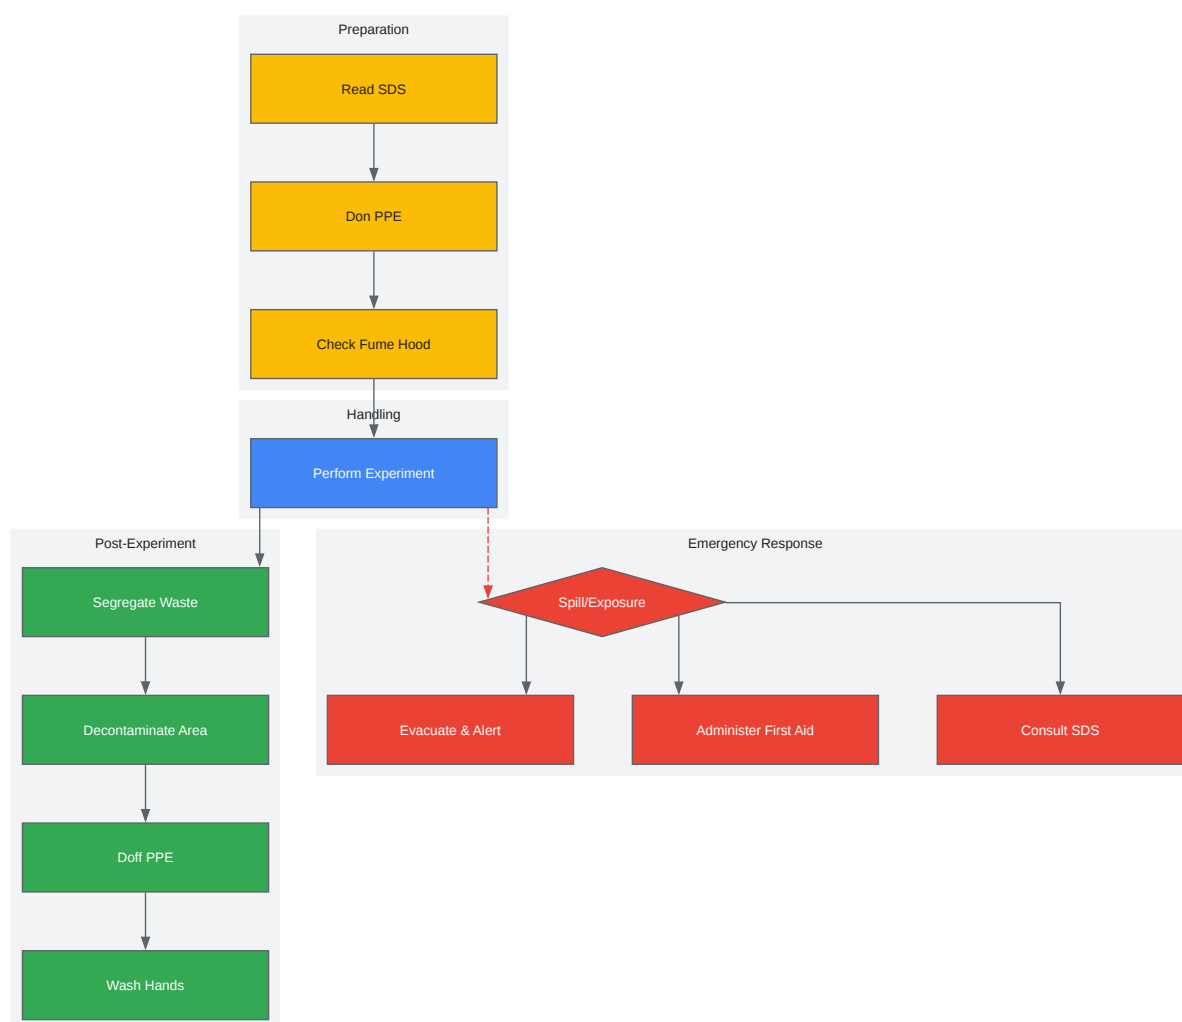 Preparation
Read SDS
Don PPE
Check Fume Hood
Handling
Perform Experiment
Post-Experiment
Segregate Waste
Decontaminate Area
Doff PPE
Wash Hands
Emergency Response
Spill/Exposure
Evacuate & Alert
Administer First Aid
Consult SDS